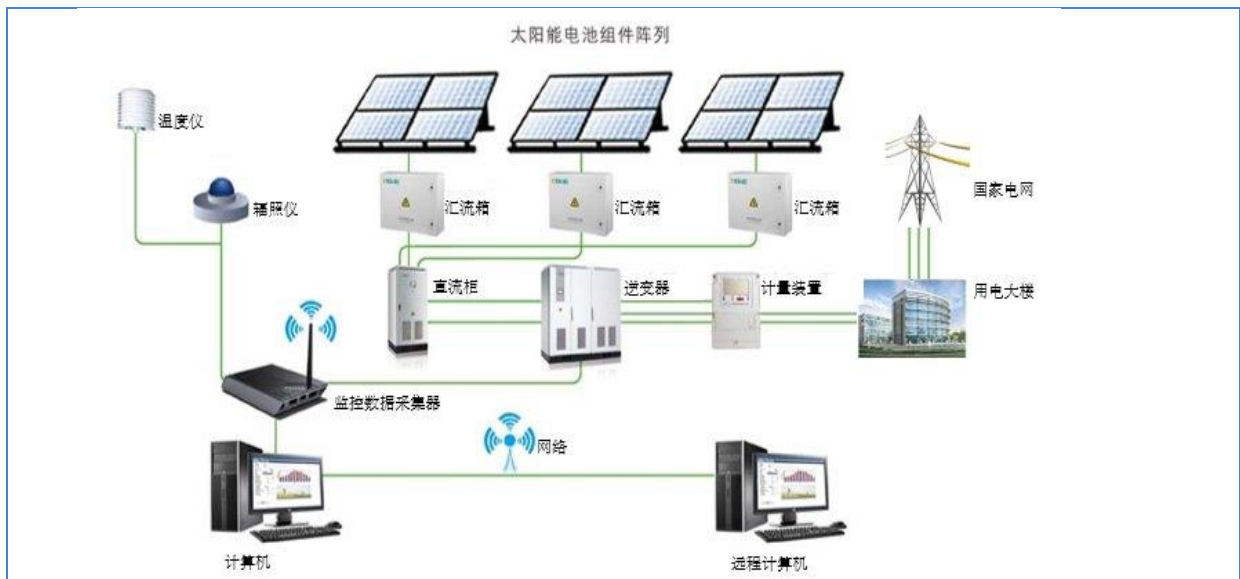 太阳能电池组件阵列
温度仪
辐照仪
汇流箱
汇流箱
汇流箱
国家电网
直流柜
逆变器
计量装置
用电大楼
监控数据采集器
网络
计算机
远程计算机